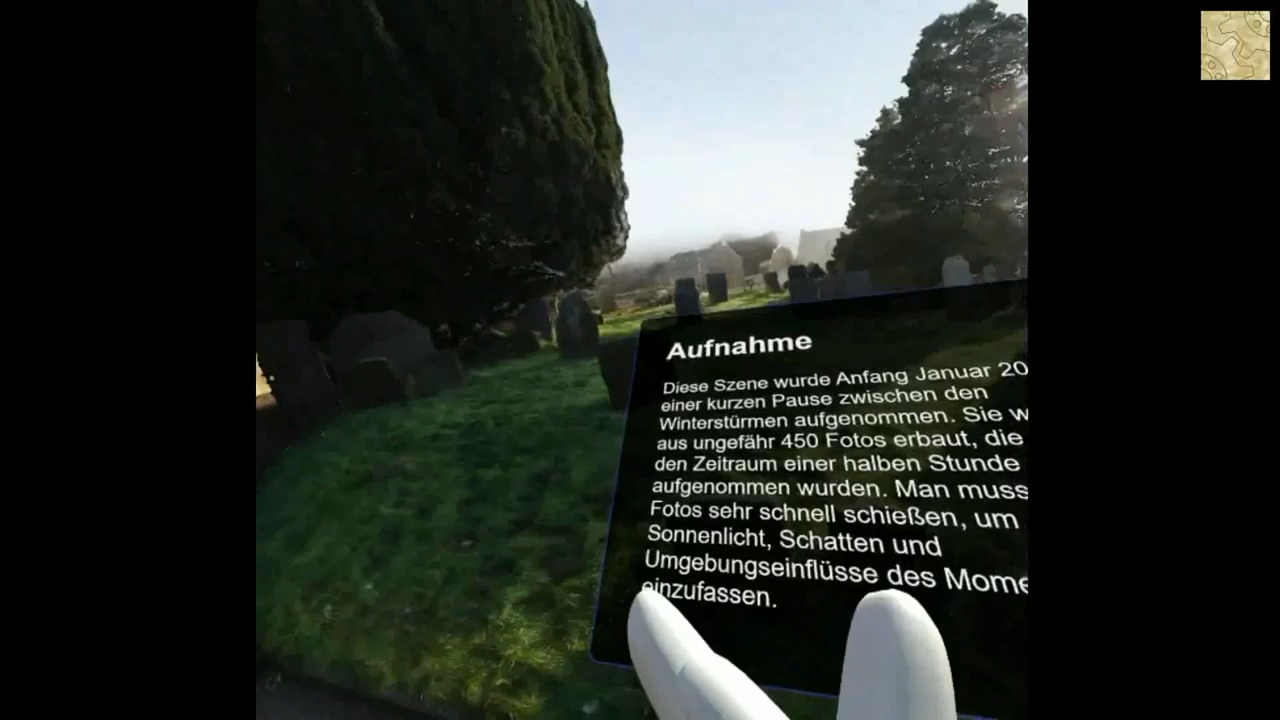 Aufnahme
Diese Szene wurde Anfang Januar 20
einer kurzen Pause zwischen den
Winterstürmen aufgenommen. Sie w
aus ungefähr 450 Fotos erbaut, die
den Zeitraum einer halben Stunde
aufgenommen wurden. Man muss
Fotos sehr schnell schießen, um
Sonnenlicht, Schatten und
Umgebungseinflüsse des Mome
einzufassen.